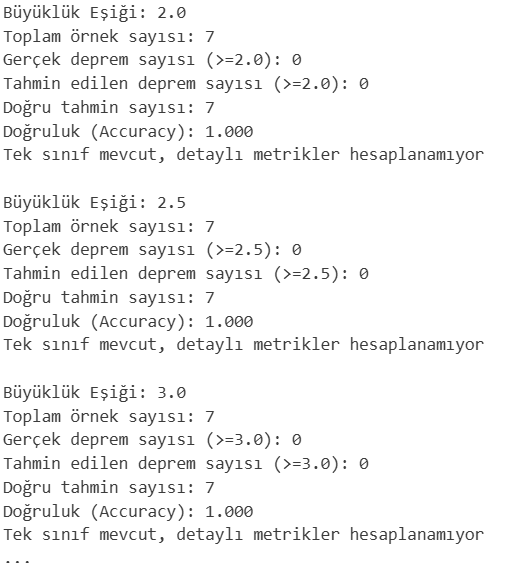 Büyüklük Eşiği: 2.0
Toplam örnek sayısı: 7
Gerçek deprem sayısı (>=2.0): 0
Tahmin edilen deprem sayısı (>=2.0): 0
Doğru tahmin sayısı: 7
Doğruluk (Accuracy): 1.000
Tek sınıf mevcut, detaylı metrikler hesaplanamıyor

Büyüklük Eşiği: 2.5
Toplam örnek sayısı: 7
Gerçek deprem sayısı (>=2.5): 0
Tahmin edilen deprem sayısı (>=2.5): 0
Doğru tahmin sayısı: 7
Doğruluk (Accuracy): 1.000
Tek sınıf mevcut, detaylı metrikler hesaplanamıyor

Büyüklük Eşiği: 3.0
Toplam örnek sayısı: 7
Gerçek deprem sayısı (>=3.0): 0
Tahmin edilen deprem sayısı (>=3.0): 0
Doğru tahmin sayısı: 7
Doğruluk (Accuracy): 1.000
Tek sınıf mevcut, detaylı metrikler hesaplanamıyor
...